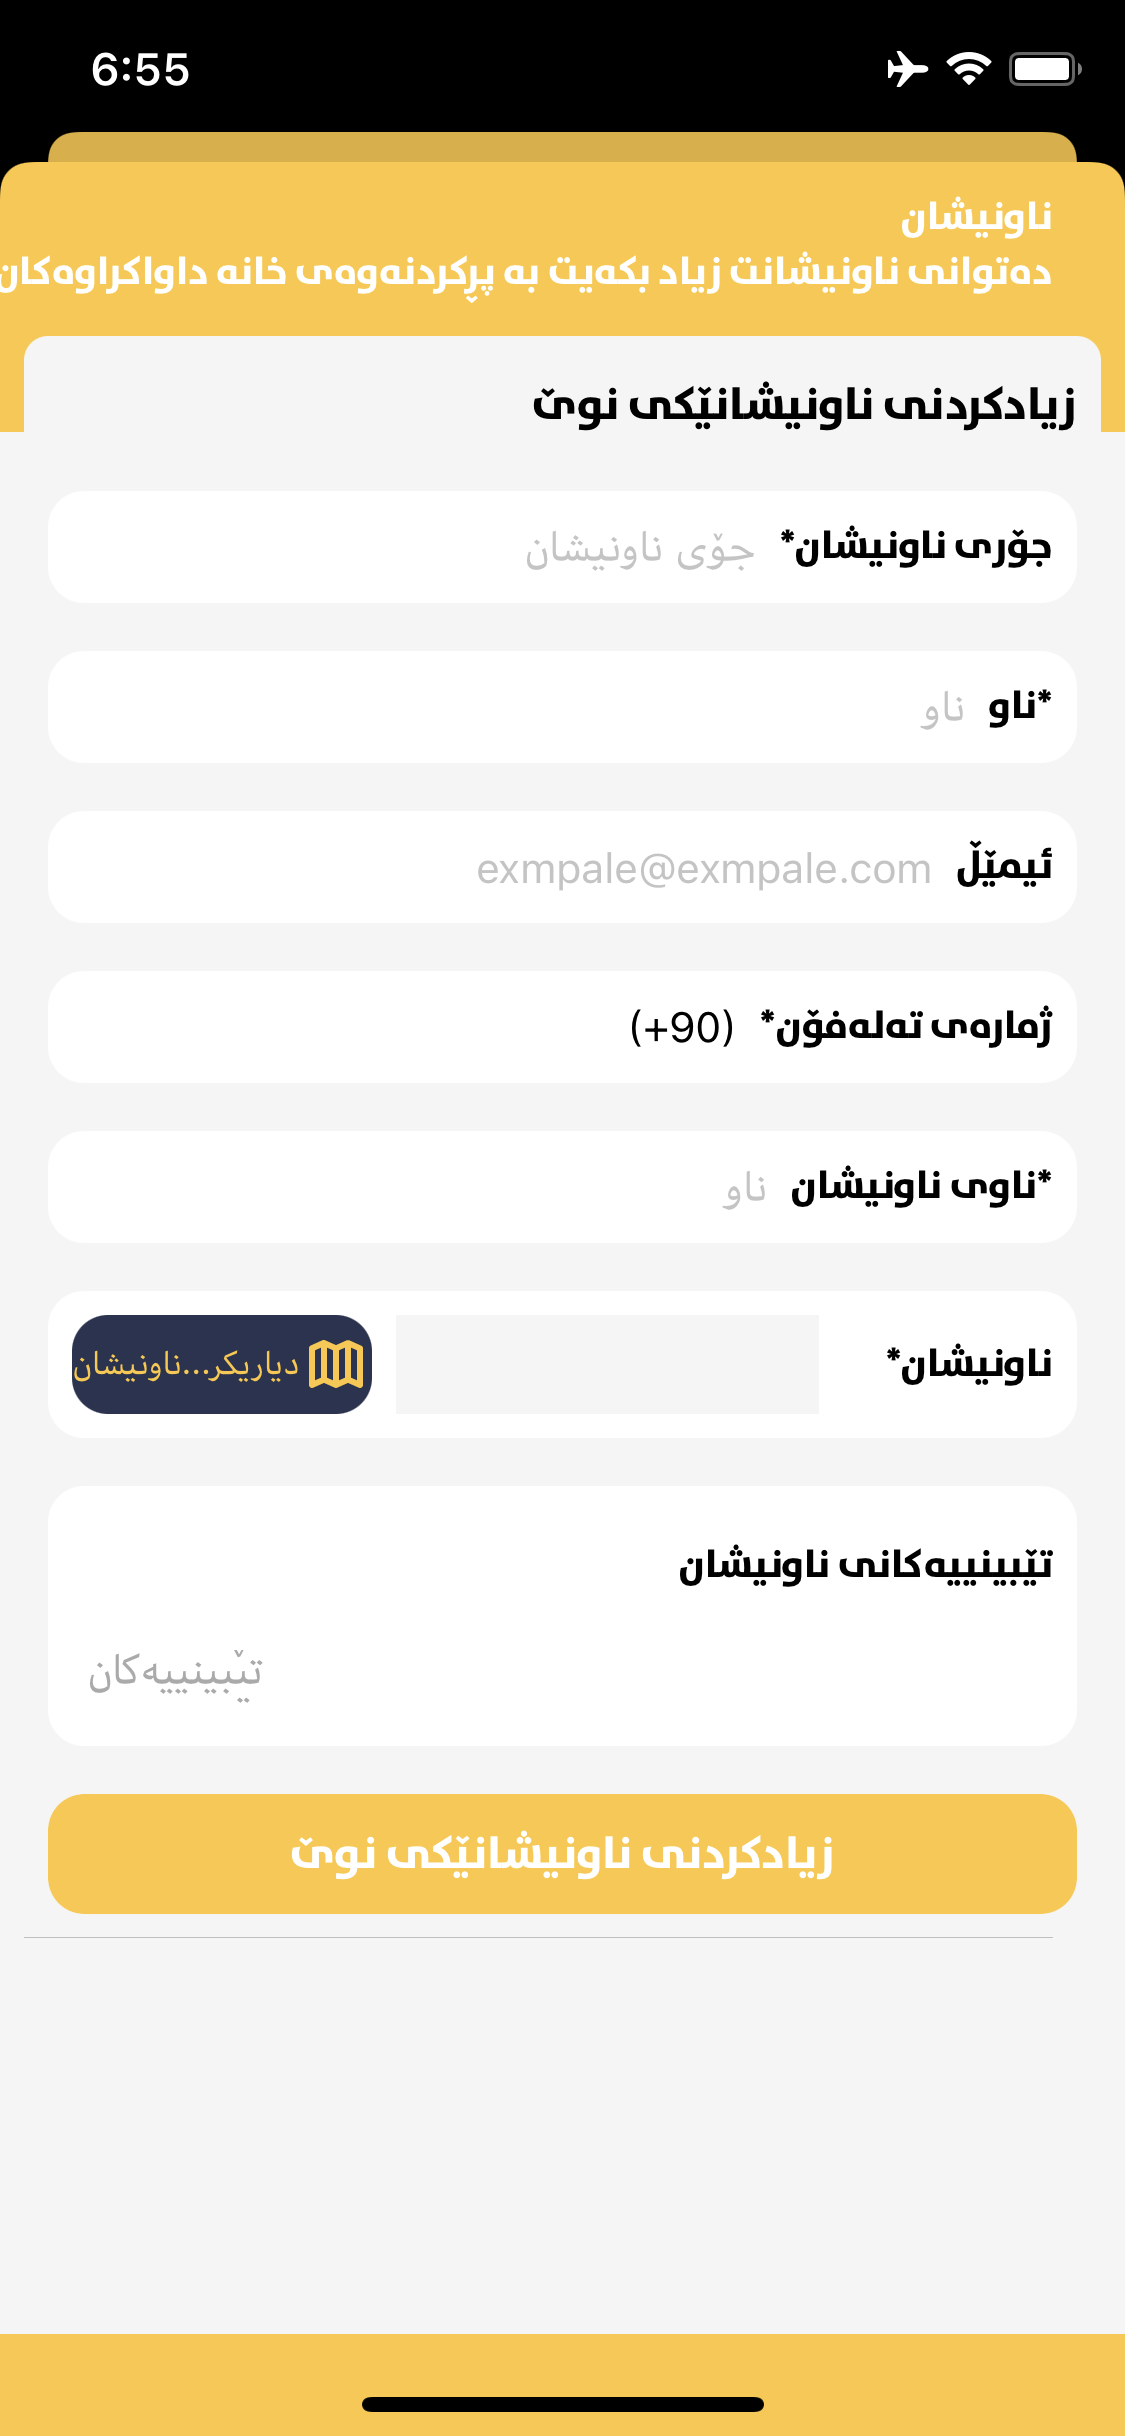 6:55
ناونیشان
دەتوانی ناونیشانت زیاد بکەیت بە پڕکردنەوەی خانە داواکراوەکان
زیادکردنی ناونیشانێکی نوێ
جۆری ناونیشان* جۆی ناونیشان
*ناو ناو
ئیمێڵ exmpale@exmpale.com
ژمارەی تەلەفۆن* (+90)
*ناوی ناونیشان ناو
ناونیشان* دیاریکر...ناونیشان
تێبینییەکانی ناونیشان
تێبینییەکان
زیادکردنی ناونیشانێکی نوێ